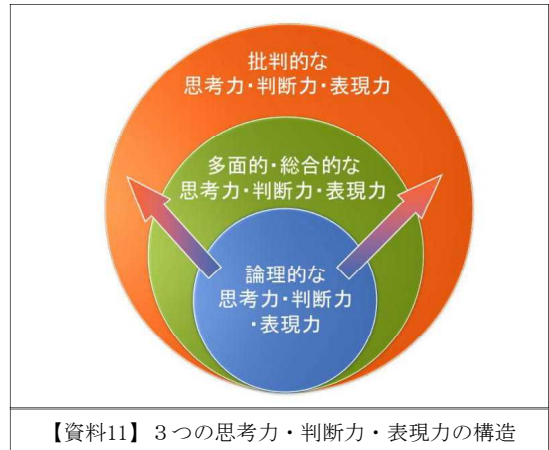 批判的な
思考力・判断力・表現力
多面的・総合的な
思考力・判断力・表現力
論理的な
思考力・判断力
・表現力
【資料11】３つの思考力・判断力・表現力の構造